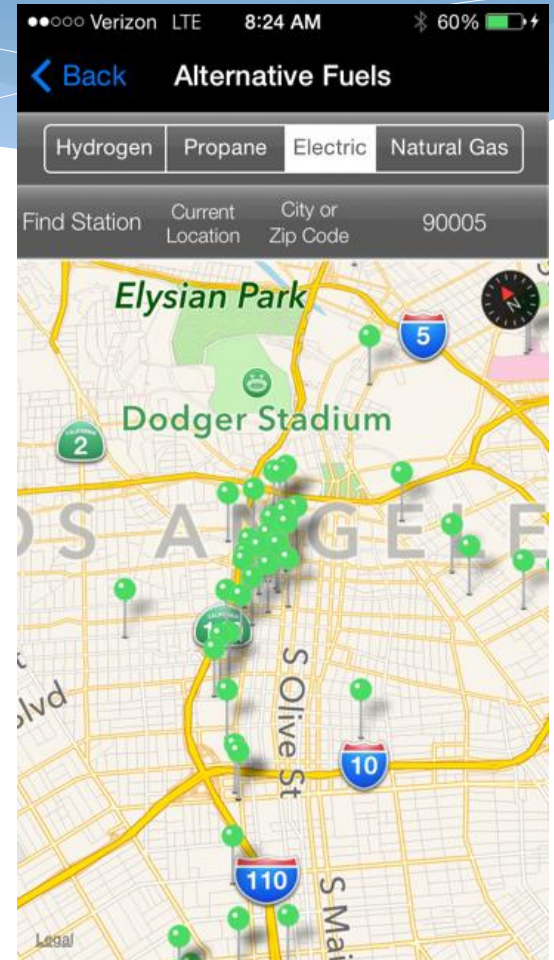 Verizon LTE 8:24 AM 60%
Back Alternative Fuels
Hydrogen Propane Electric Natural Gas
Find Station Current Location City or Zip Code 90005
Elysian Park
5
Dodger Stadium
2
OS ANGELE
S Olive St
lvd
10
110
S Mai
Legal